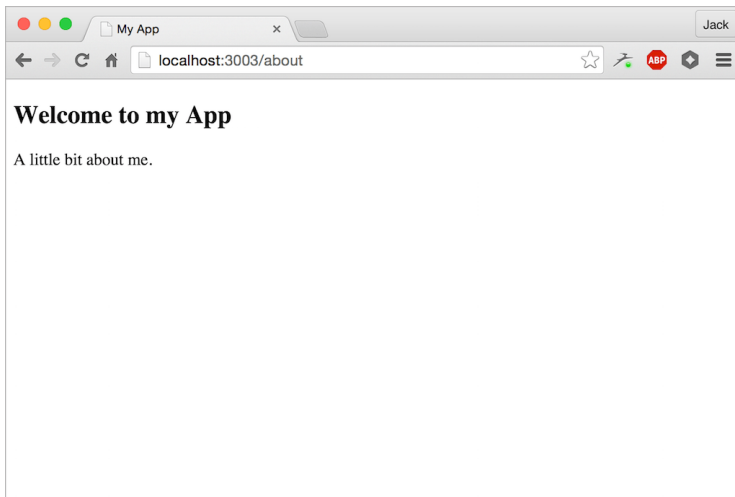 My App
Jack
localhost:3003/about
ABP
Welcome to my App
A little bit about me.